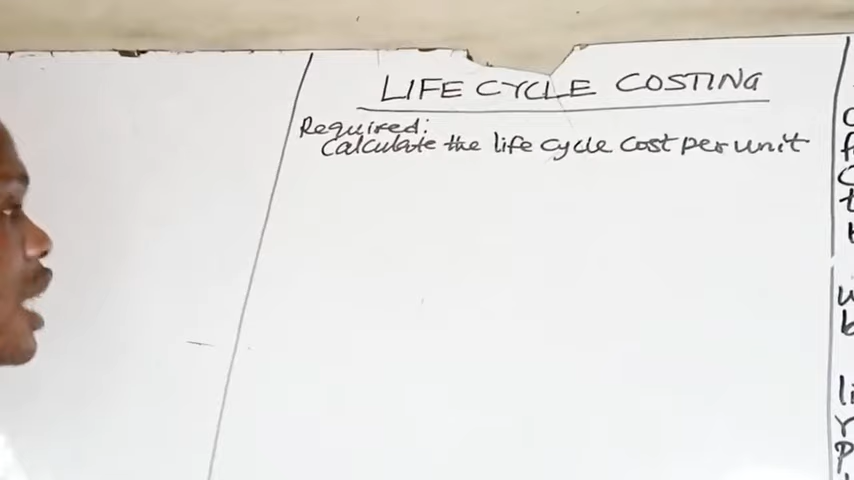 LIFE CYCLE COSTING
Required:
Calculate the life cycle cost per unit